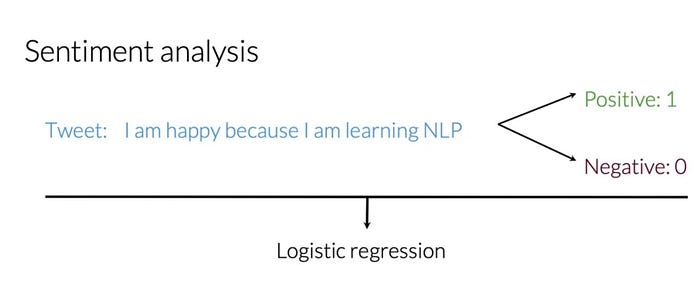 Sentiment analysis
Positive: 1
Tweet: I am happy because I am learning NLP
Negative: 0
Logistic regression